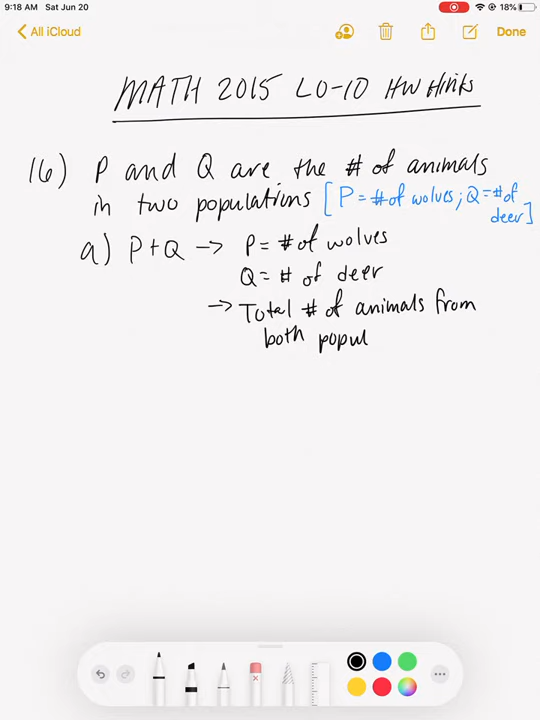 9:18 AM Sat Jun 20
18%
All iCloud
Done
MATH 2015 LO-10 HW Hints
16) P and Q are the # of animals
in two populations [P = # of wolves; Q = # of
deer]
a) P+Q → P = # of wolves
Q = # of deer
→ Total # of animals from
both popul